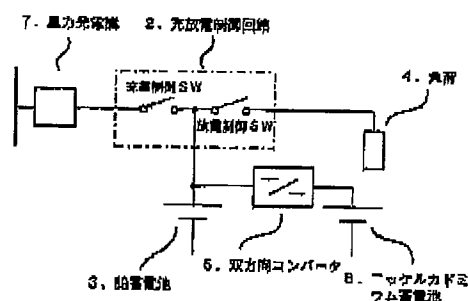 7. 風力発電機
2. 充放電制御回路
充電制御SW
放電制御SW
4. 負荷
3. 鉛蓄電池
5. 双方向コンバータ
6. ニッケルカドミ
ウム蓄電池